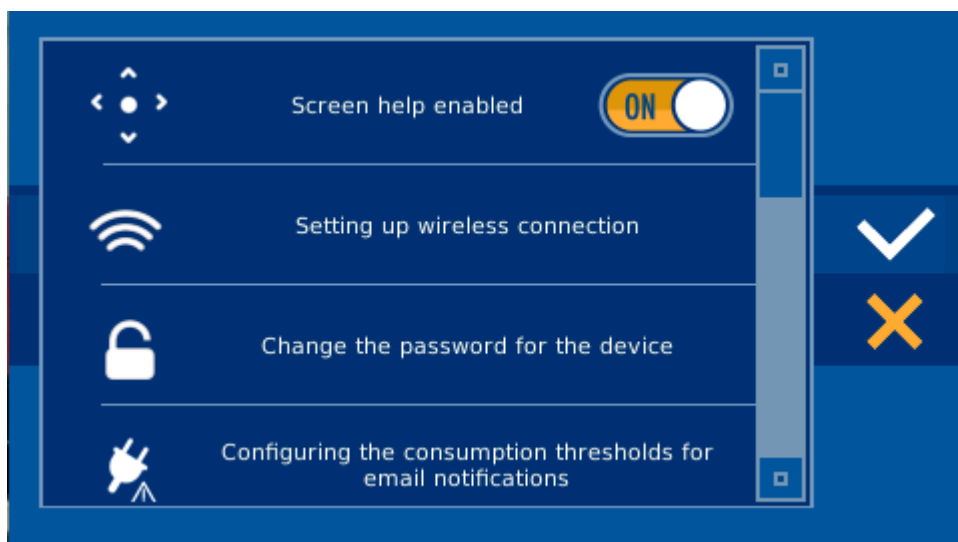 Screen help enabled
ON
Setting up wireless connection
Change the password for the device
Configuring the consumption thresholds for
email notifications